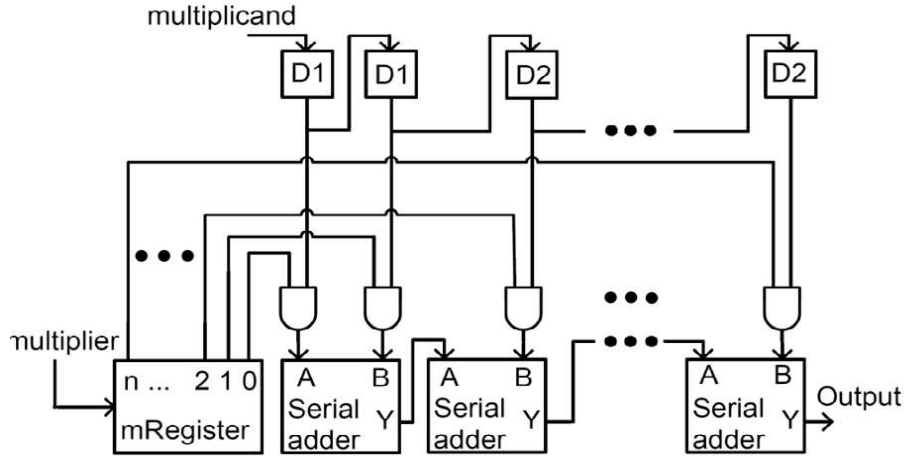 multiplicand
D1 D1 D2 D2
multiplier
n ... 2 1 0
mRegister
A B
Serial
adder
Y
A B
Serial
adder
Y
A B
Serial
adder
Y
Output